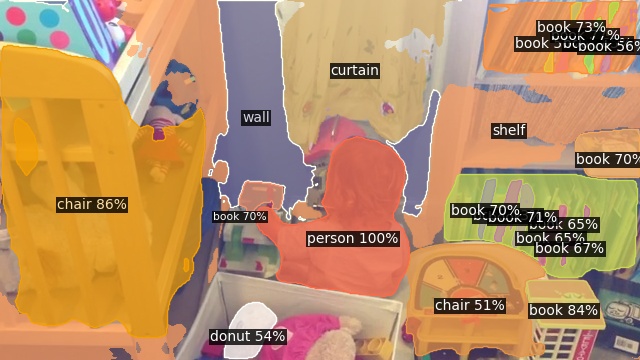 book 73%
book 77%
book 56%
curtain
wall
shelf
book 70%
chair 86%
book 70%
book 70%
71%
book 65%
person 100%
book 65%
book 67%
chair 51%
book 84%
donut 54%